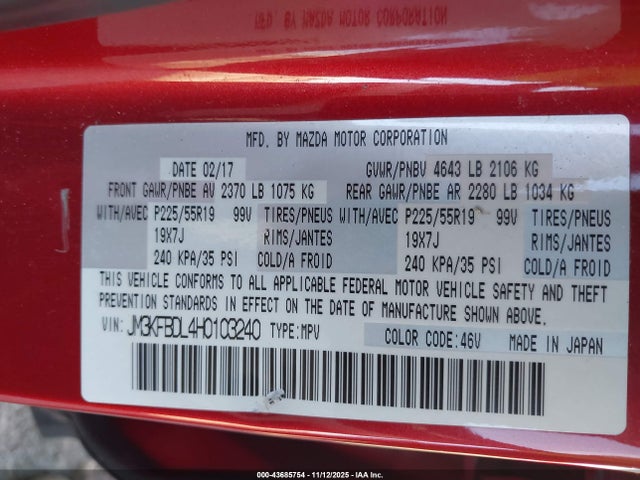 MFD. BY MAZDA MOTOR CORPORATION
DATE 02/17 GVWR/PNBV 4643 LB 2106 KG
FRONT GAWR/PNBE AV 2370 LB 1075 KG REAR GAWR/PNBE AR 2280 LB 1034 KG
WITH/AVEC P225/55R19 99V TIRES/PNEUS WITH/AVEC P225/55R19 99V TIRES/PNEUS
19X7J RIMS/JANTES 19X7J RIMS/JANTES
240 KPA/35 PSI COLD/A FROID 240 KPA/35 PSI COLD/A FROID
THIS VEHICLE CONFORMS TO ALL APPLICABLE FEDERAL MOTOR VEHICLE SAFETY AND THEFT
PREVENTION STANDARDS IN EFFECT ON THE DATE OF MANUFACTURE SHOWN ABOVE.
VIN: JM3KFBDL4H0103240 TYPE:MPV COLOR CODE:46V MADE IN JAPAN
000-43685754 - 11/12/2025 - IAA Inc.